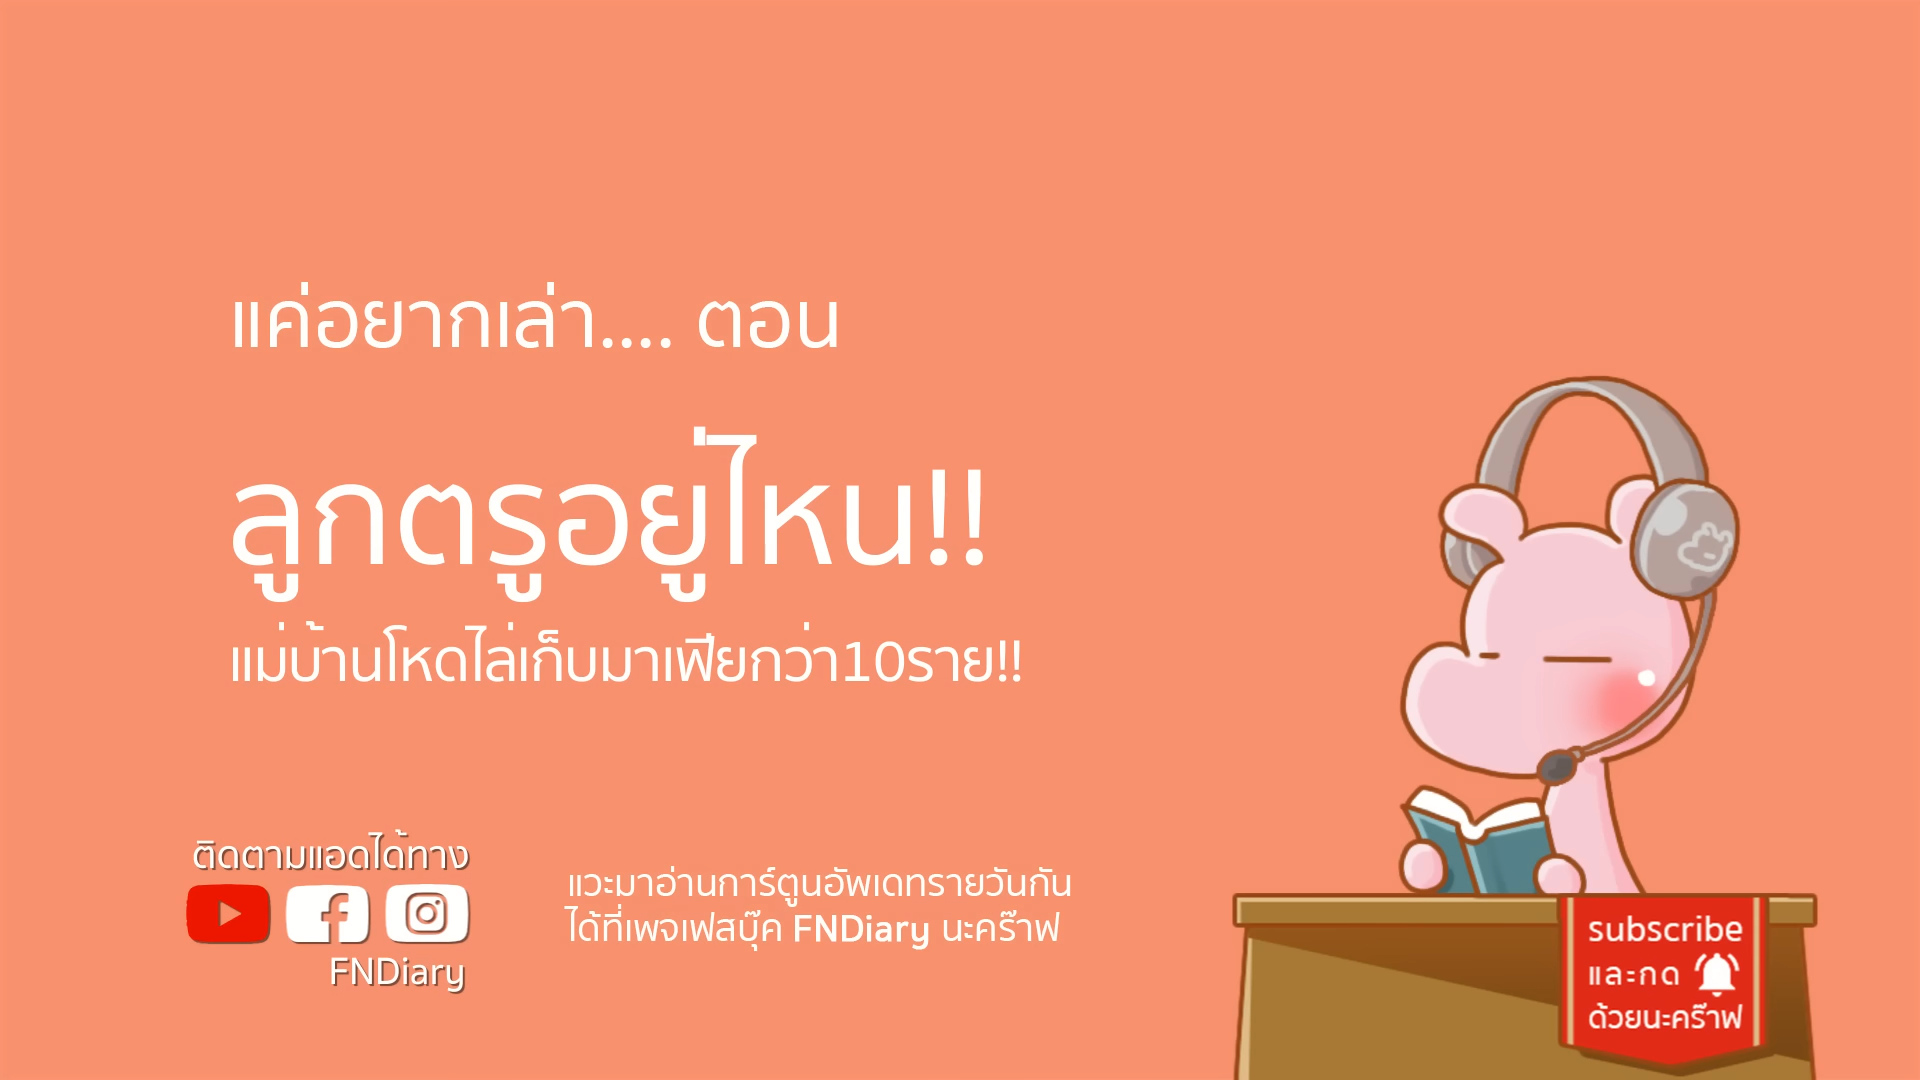 แค่อยากเล่า.... ตอน
ลูกตรูอยู่ไหน!!
แม่บ้านโหดไล่เก็บมาเฟียกว่า10ราย!!
ติดตามแอดได้ทาง
FNDiary
แวะมาอ่านการ์ตูนอัพเดทรายวันกัน
ได้ที่เพจเฟสบุ๊ค FNDiary นะคร๊าฟ
subscribe
และกด
ด้วยนะคร๊าฟ